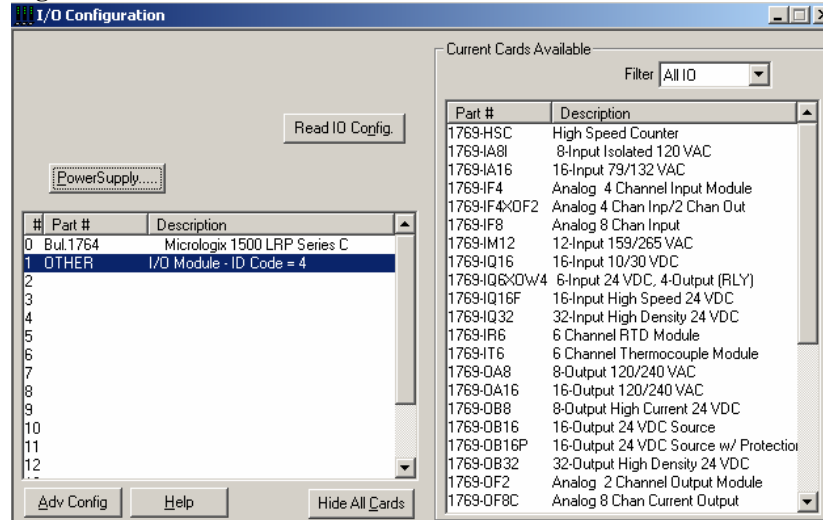 I/O Configuration
Read IO Config.
PowerSupply.....
# Part # Description
0 Bul.1764 Micrologix 1500 LRP Series C
1 OTHER I/O Module - ID Code = 4
2
3
4
5
6
7
8
9
10
11
12
Adv Config Help Hide All Cards
Current Cards Available
Filter All IO
Part # Description
1769-HSC High Speed Counter
1769-IA8I 8-Input Isolated 120 VAC
1769-IA16 16-Input 79/132 VAC
1769-IF4 Analog 4 Channel Input Module
1769-IF4XOF2 Analog 4 Chan Inp/2 Chan Out
1769-IF8 Analog 8 Chan Input
1769-IM12 12-Input 159/265 VAC
1769-IQ16 16-Input 10/30 VDC
1769-IQ6XOW4 6-Input 24 VDC, 4-Output (RLY)
1769-IQ16F 16-Input High Speed 24 VDC
1769-IQ32 32-Input High Density 24 VDC
1769-IR6 6 Channel RTD Module
1769-IT6 6 Channel Thermocouple Module
1769-OA8 8-Output 120/240 VAC
1769-OA16 16-Output 120/240 VAC
1769-OB8 8-Output High Current 24 VDC
1769-OB16 16-Output 24 VDC Source
1769-OB16P 16-Output 24 VDC Source w/ Protection
1769-OB32 32-Output High Density 24 VDC
1769-OF2 Analog 2 Channel Output Module
1769-OF8C Analog 8 Chan Current Output